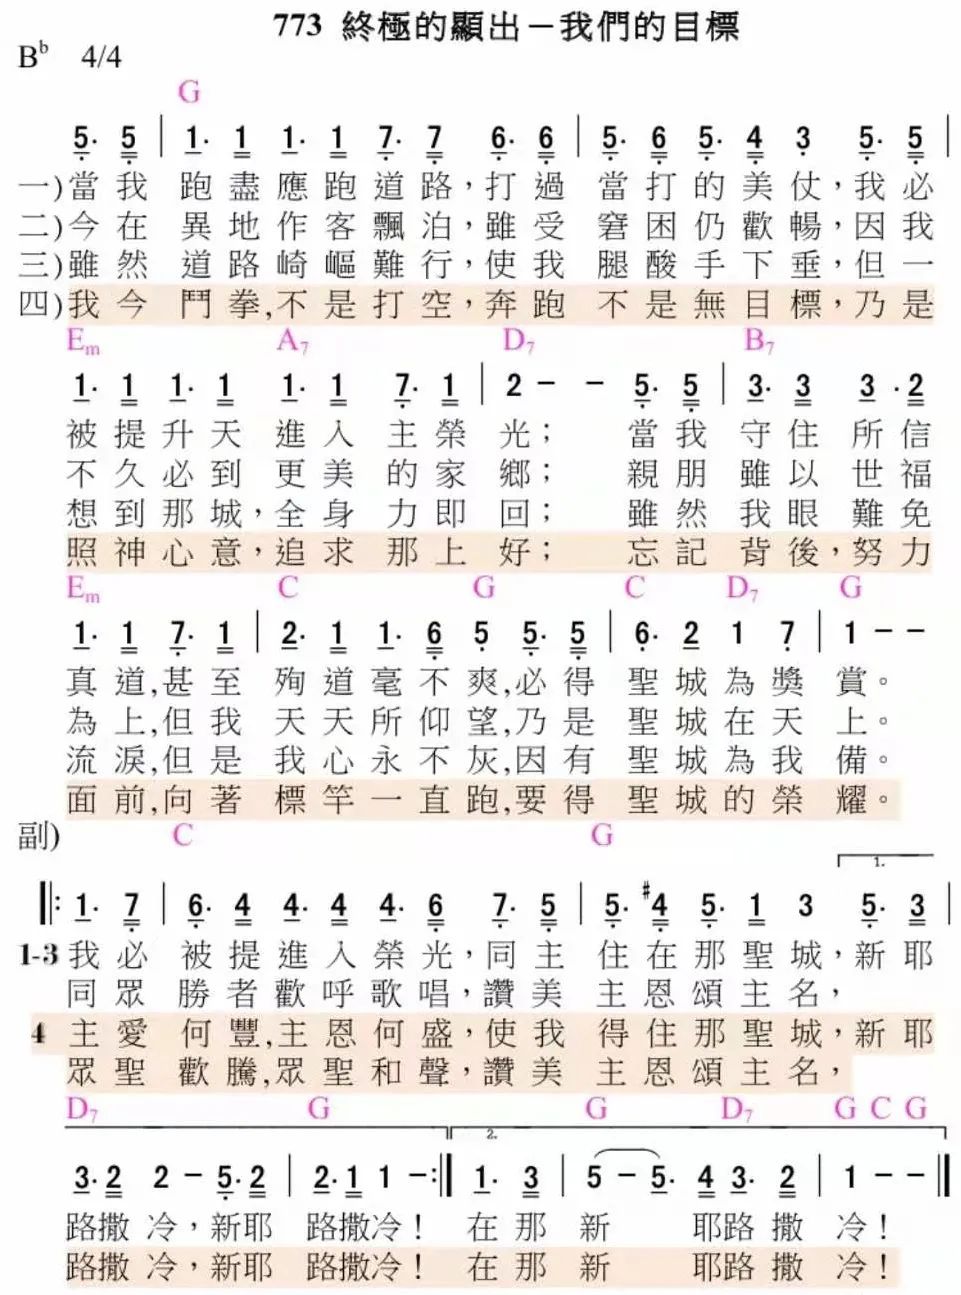 773 終極的顯出－我們的目標
B♭ 4/4
G
5· 5 | 1· 1 1· 1 7· 7 6· 6 | 5· 6 5· 4 3 5· 5 |
一)當我 跑盡應跑道路，打過 當打的美仗，我必
二)今在 異地作客飄泊，雖受 窘困仍歡暢，因我
三)雖然 道路崎嶇難行，使我 腿酸手下垂，但一
四)我今 鬥拳,不是打空，奔跑 不是無目標，乃是
Em A7 D7 B7
1· 1 1· 1 1· 1 7· 1 | 2 － － 5· 5 | 3· 3 3·2
被提升天 進入 主榮 光； 當我 守住 所信
不久必到 更美 的家 鄉； 親朋 雖以 世福
想到那城，全身 力即 回； 雖然 我眼 難免
照神心意，追求 那上 好； 忘記 背後，努力
Em C G C D7 G
1· 1 7· 1 | 2· 1 1· 6 5 5· 5 | 6· 2 1 7 | 1 － －
真道,甚至 殉道毫不爽,必得 聖城為獎 賞。
為上,但我 天天所仰望,乃是 聖城在天 上。
流淚,但是 我心永不灰,因有 聖城為我 備。
面前,向著 標竿一直跑,要得 聖城的榮 耀。
副) C G
1.
‖: 1· 7 | 6· 4 4· 4 4· 6 7· 5 | 5· #4 5· 1 3 5· 3 |
1-3 我必 被提進入榮光，同主 住在那聖城，新耶
同眾 勝者歡呼歌唱，讚美 主恩頌主名，
4 主愛 何豐,主恩何盛，使我 得住那聖城，新耶
眾聖 歡騰,眾聖和聲，讚美 主恩頌主名，
D7 G G D7 G C G
2.
3·2 2 － 5·2 | 2·1 1 －:‖ 1· 3 | 5 － 5· 4 3· 2 | 1 － －‖
路撒 冷，新耶 路撒冷！ 在那 新 耶路撒 冷！
路撒 冷，新耶 路撒冷！ 在那 新 耶路撒 冷！